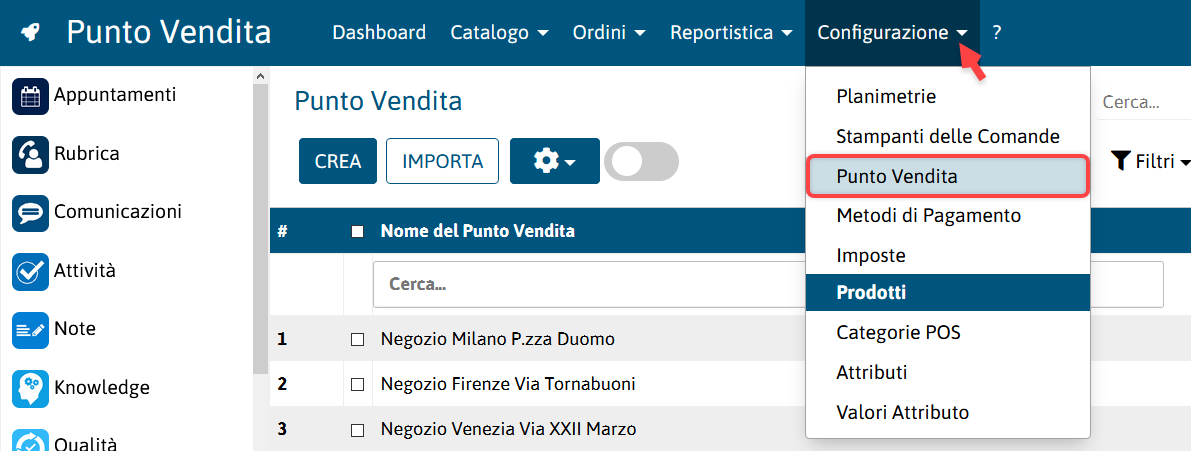 Punto Vendita
Dashboard Catalogo Ordini Reportistica Configurazione ?
Appuntamenti
Rubrica
Comunicazioni
Attività
Note
Knowledge
Qualità
Punto Vendita
Cerca...
CREA IMPORTA
Filtri
# Nome del Punto Vendita
Cerca...
1 Negozio Milano P.zza Duomo
2 Negozio Firenze Via Tornabuoni
3 Negozio Venezia Via XXII Marzo
Planimetrie
Stampanti delle Comande
Punto Vendita
Metodi di Pagamento
Imposte
Prodotti
Categorie POS
Attributi
Valori Attributo